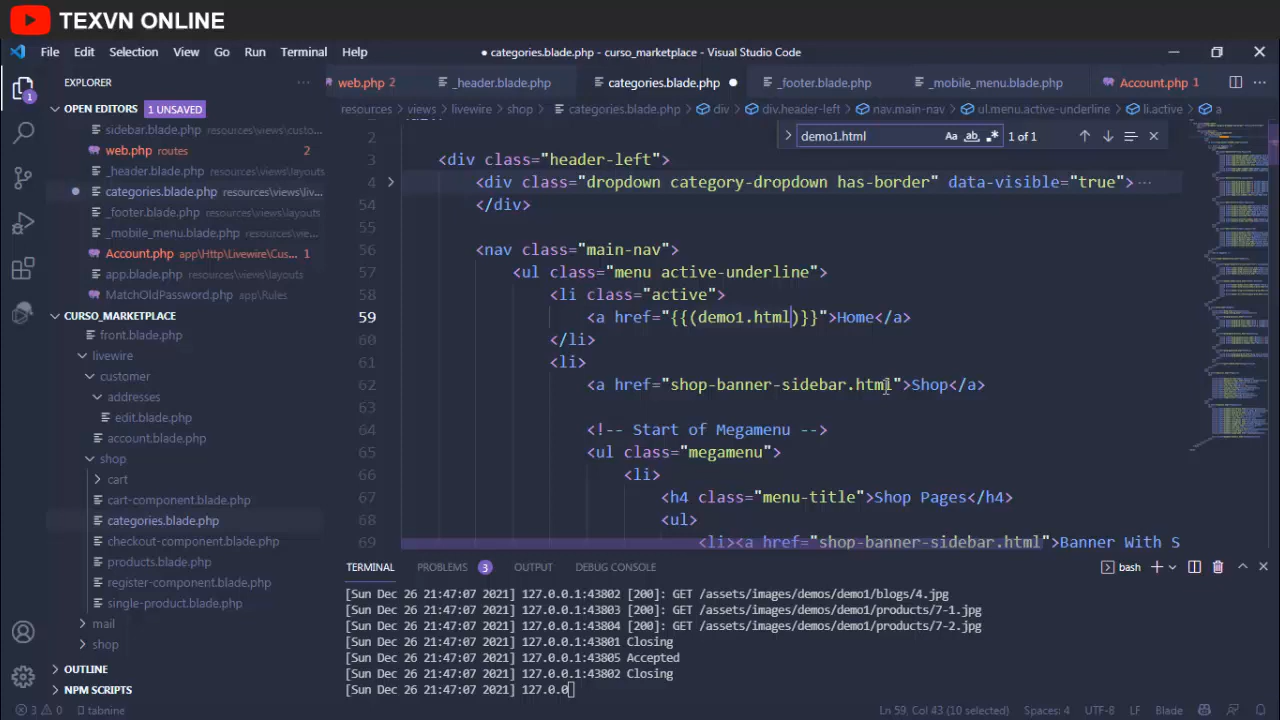 TEXVN ONLINE
File Edit Selection View Go Run Terminal Help
● categories.blade.php - curso_marketplace - Visual Studio Code
EXPLORER
web.php 2
_header.blade.php
categories.blade.php
_footer.blade.php
_mobile_menu.blade.php
Account.php 1
OPEN EDITORS 1 UNSAVED
resources > views > livewire > shop > categories.blade.php > div > div.header-left > nav.main-nav > ul.menu.active-underline > li.active > a
sidebar.blade.php resources\views\custo...
web.php routes 2
_header.blade.php resources\views\layouts
categories.blade.php resources\views\liv...
_footer.blade.php resources\views\layouts
_mobile_menu.blade.php resources\views\layouts
Account.php app\Http\Livewire\Cus... 1
app.blade.php resources\views\layouts
MatchOldPassword.php app\Rules
CURSO_MARKETPLACE
front.blade.php
livewire
customer
addresses
edit.blade.php
account.blade.php
shop
cart
cart-component.blade.php
categories.blade.php
checkout-component.blade.php
products.blade.php
register-component.blade.php
single-product.blade.php
mail
shop
OUTLINE
NPM SCRIPTS
demo1.html Aa ab 1 of 1
2
3 <div class="header-left">
4 <div class="dropdown category-dropdown has-border" data-visible="true"> ···
54 </div>
55
56 <nav class="main-nav">
57 <ul class="menu active-underline">
58 <li class="active">
59 <a href="{{(demo1.html)}}">Home</a>
60 </li>
61 <li>
62 <a href="shop-banner-sidebar.html">Shop</a>
63
64 <!-- Start of Megamenu -->
65 <ul class="megamenu">
66 <li>
67 <h4 class="menu-title">Shop Pages</h4>
68 <ul>
69 <li><a href="shop-banner-sidebar.html">Banner With S
TERMINAL PROBLEMS 3 OUTPUT DEBUG CONSOLE
bash
[Sun Dec 26 21:47:07 2021] 127.0.0.1:43802 [200]: GET /assets/images/demos/demo1/blogs/4.jpg
[Sun Dec 26 21:47:07 2021] 127.0.0.1:43803 [200]: GET /assets/images/demos/demo1/products/7-1.jpg
[Sun Dec 26 21:47:07 2021] 127.0.0.1:43804 [200]: GET /assets/images/demos/demo1/products/7-2.jpg
[Sun Dec 26 21:47:07 2021] 127.0.0.1:43801 Closing
[Sun Dec 26 21:47:07 2021] 127.0.0.1:43805 Accepted
[Sun Dec 26 21:47:07 2021] 127.0.0.1:43802 Closing
[Sun Dec 26 21:47:07 2021] 127.0.0
3 0 tabnine
Ln 59, Col 43 (10 selected) Spaces: 4 UTF-8 LF Blade